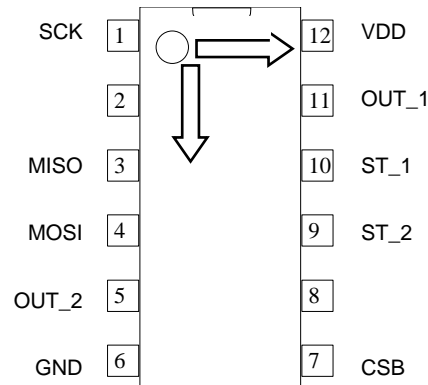 SCK 1 12 VDD
2 11 OUT_1
MISO 3 10 ST_1
MOSI 4 9 ST_2
OUT_2 5 8
GND 6 7 CSB